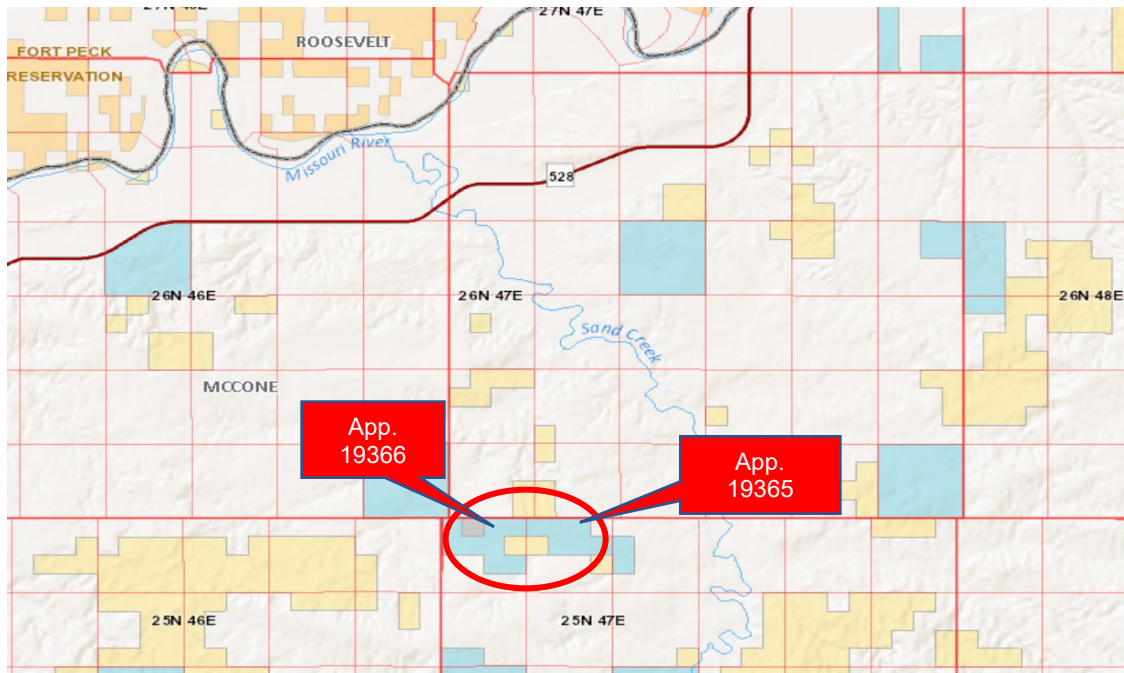 27N 47E
ROOSEVELT
FORT PECK
RESERVATION
Missouri River
528
26N 46E
26N 47E
26N 48E
Sand Creek
MCCONE
App.
19366
App.
19365
25N 46E
25N 47E